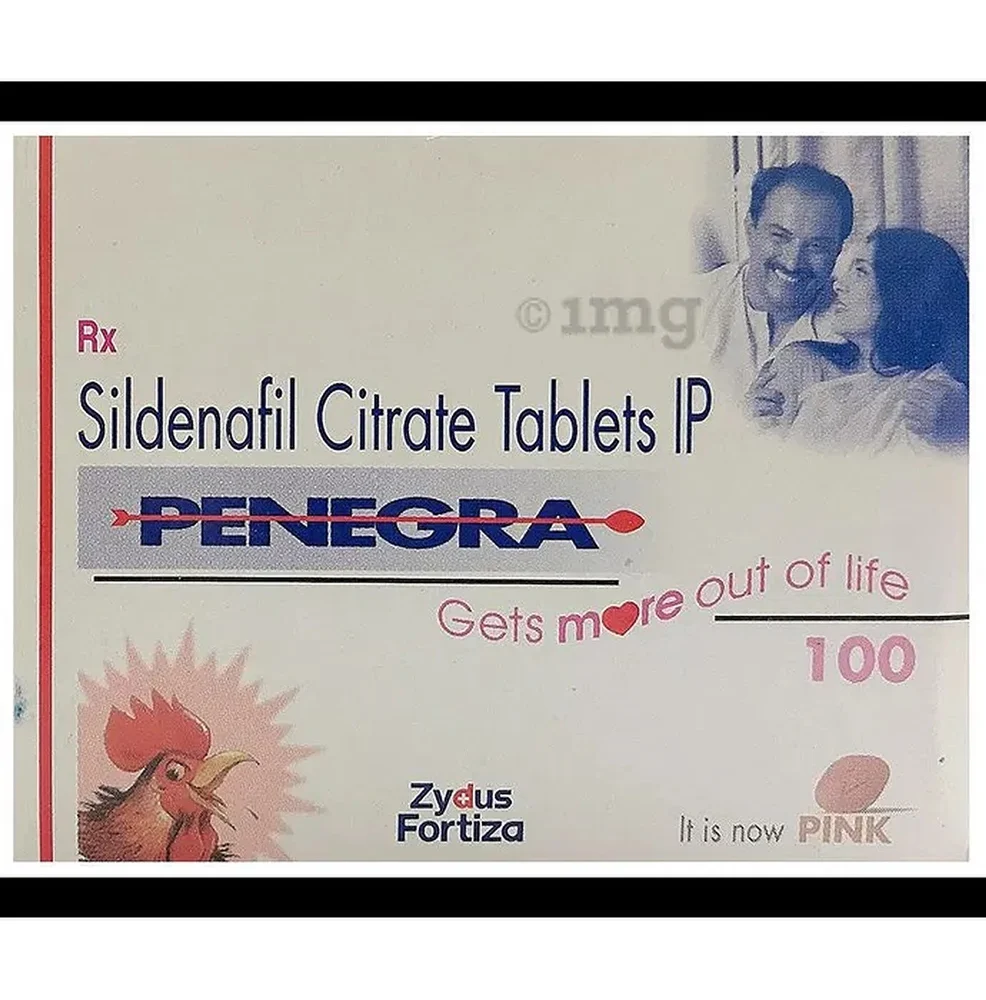 ©1mg
Rx
Sildenafil Citrate Tablets IP
PENEGRA
Gets more out of life
100
Zydus
Fortiza
It is now PINK